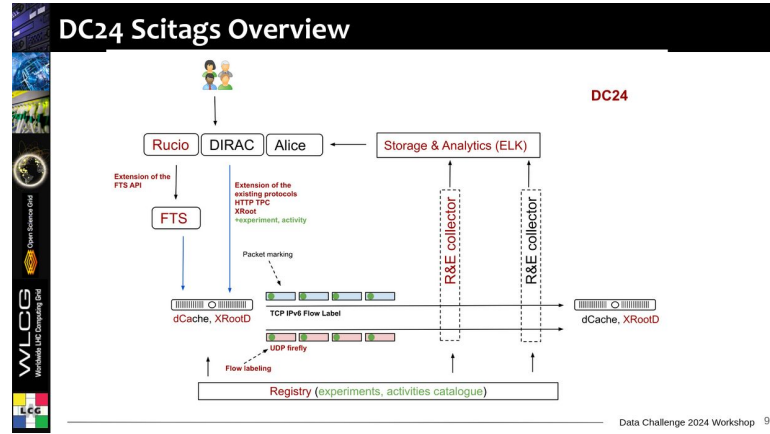 DC24 Scitags Overview
DC24
Rucio
DIRAC
Alice
Storage & Analytics (ELK)
Extension of the
FTS API
Extension of the
existing protocols
HTTP TPC
XRoot
+experiment, activity
FTS
R&E collector
R&E collector
Packet marking
TCP IPv6 Flow Label
dCache, XRootD
dCache, XRootD
UDP firefly
Flow labeling
Registry (experiments, activities catalogue)
Open Science Grid
WLCG
Worldwide LHC Computing Grid
LCG
Data Challenge 2024 Workshop
9